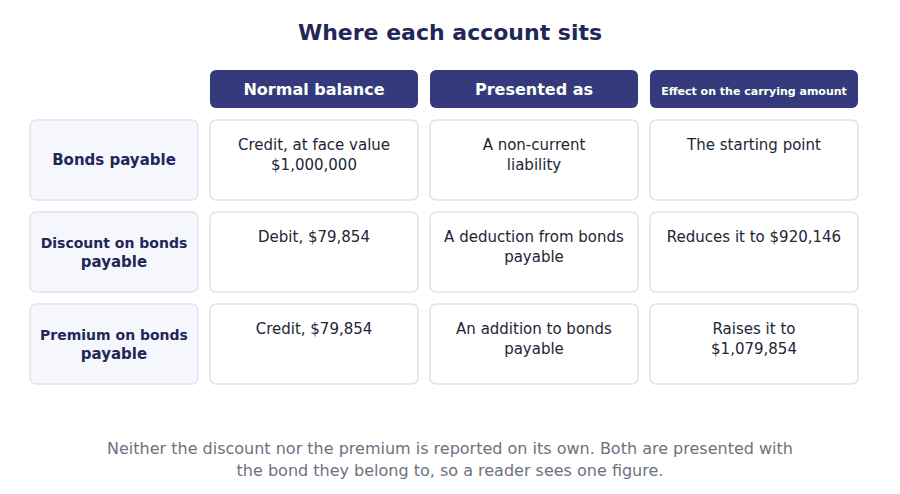 Where each account sits
Normal balance
Presented as
Effect on the carrying amount
Bonds payable
Credit, at face value
$1,000,000
A non-current
liability
The starting point
Discount on bonds
payable
Debit, $79,854
A deduction from bonds
payable
Reduces it to $920,146
Premium on bonds
payable
Credit, $79,854
An addition to bonds
payable
Raises it to
$1,079,854
Neither the discount nor the premium is reported on its own. Both are presented with
the bond they belong to, so a reader sees one figure.